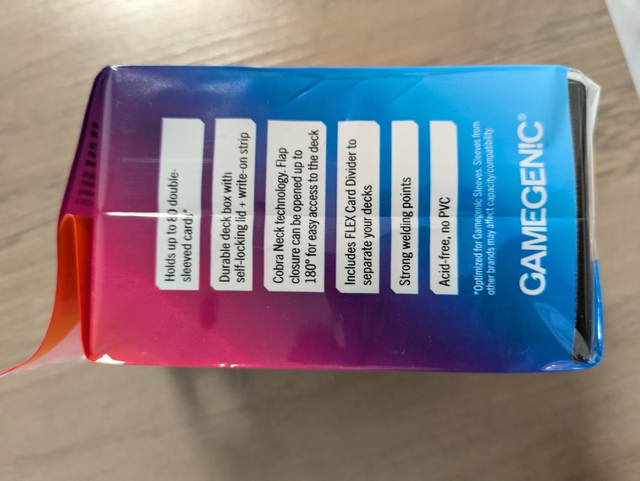 Holds up to 80 double-
sleeved cards*
Durable deck box with
self-locking lid + write-on strip
Cobra Neck technology. Flap
closure can be opened up to
180° for easy access to the deck
Includes FLEX Card Divider to
separate your decks
Strong welding points
Acid-free, no PVC
*Optimized for Gamegenic Sleeves. Sleeves from
other brands may affect capacity/compatibility
GAMEGEN!C®